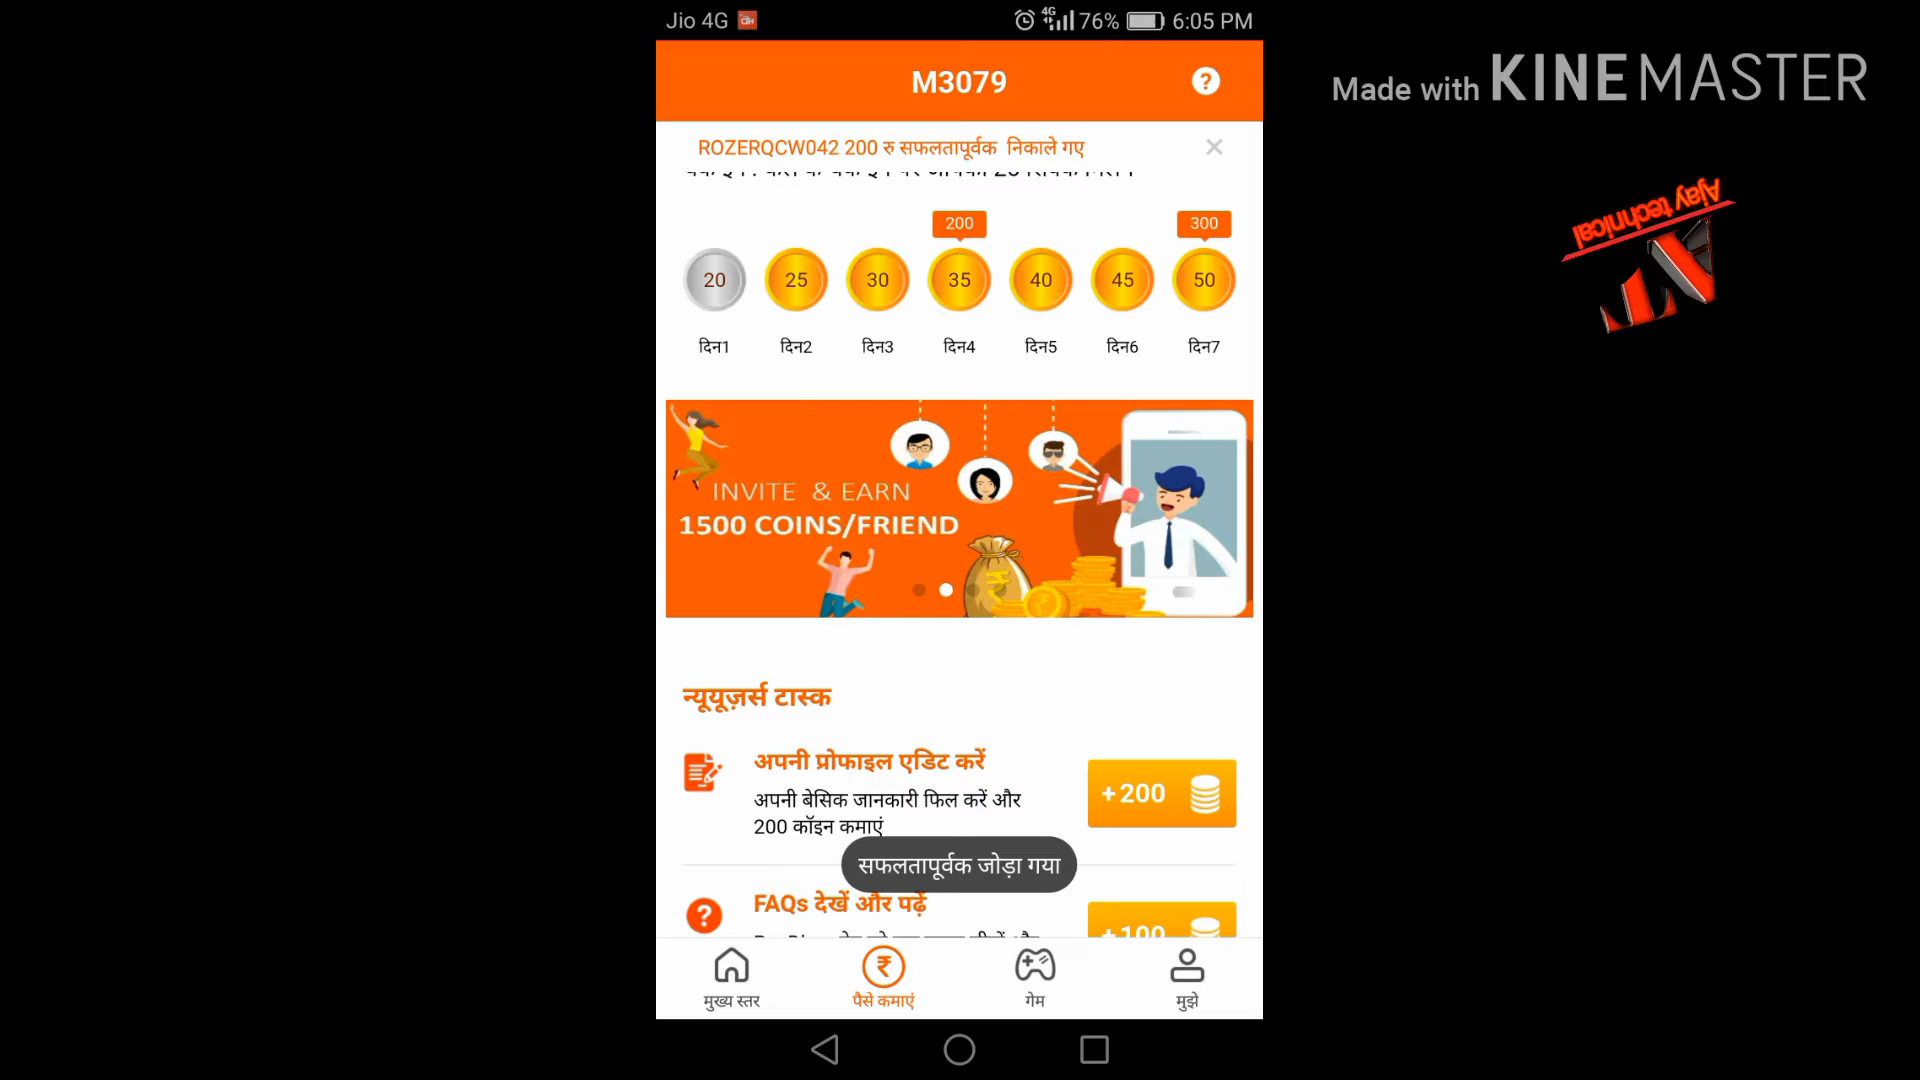 Jio 4G
4G 76% 6:05 PM
Made with KINEMASTER
M3079 ?
ROZERQCW042 200 रु सफलतापूर्वक निकाले गए
Ajay technical
200 300
20 25 30 35 40 45 50
दिन1 दिन2 दिन3 दिन4 दिन5 दिन6 दिन7
INVITE & EARN
1500 COINS/FRIEND
न्यूयूज़र्स टास्क
अपनी प्रोफाइल एडिट करें
अपनी बेसिक जानकारी फिल करें और
200 कॉइन कमाएं
+200
सफलतापूर्वक जोड़ा गया
FAQs देखें और पढ़ें
+100
मुख्य स्तर पैसे कमाएं गेम मुझे